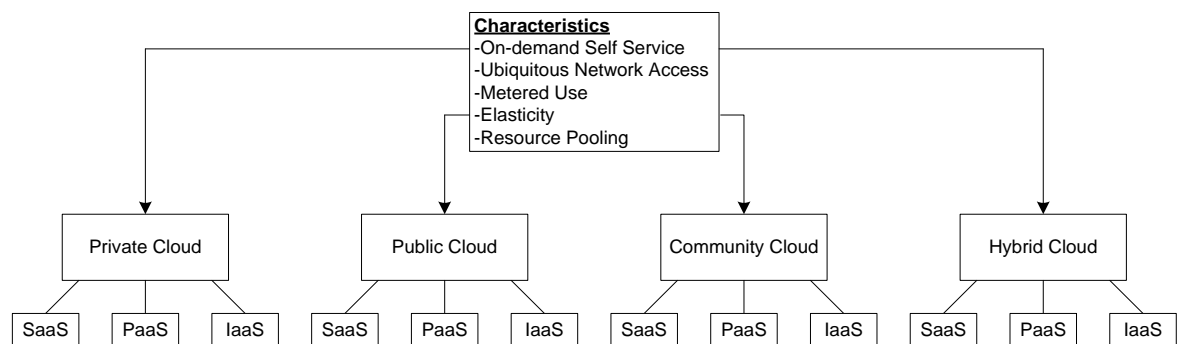 Characteristics
-On-demand Self Service
-Ubiquitous Network Access
-Metered Use
-Elasticity
-Resource Pooling
Private Cloud
Public Cloud
Community Cloud
Hybrid Cloud
SaaS
PaaS
IaaS
SaaS
PaaS
IaaS
SaaS
PaaS
IaaS
SaaS
PaaS
IaaS